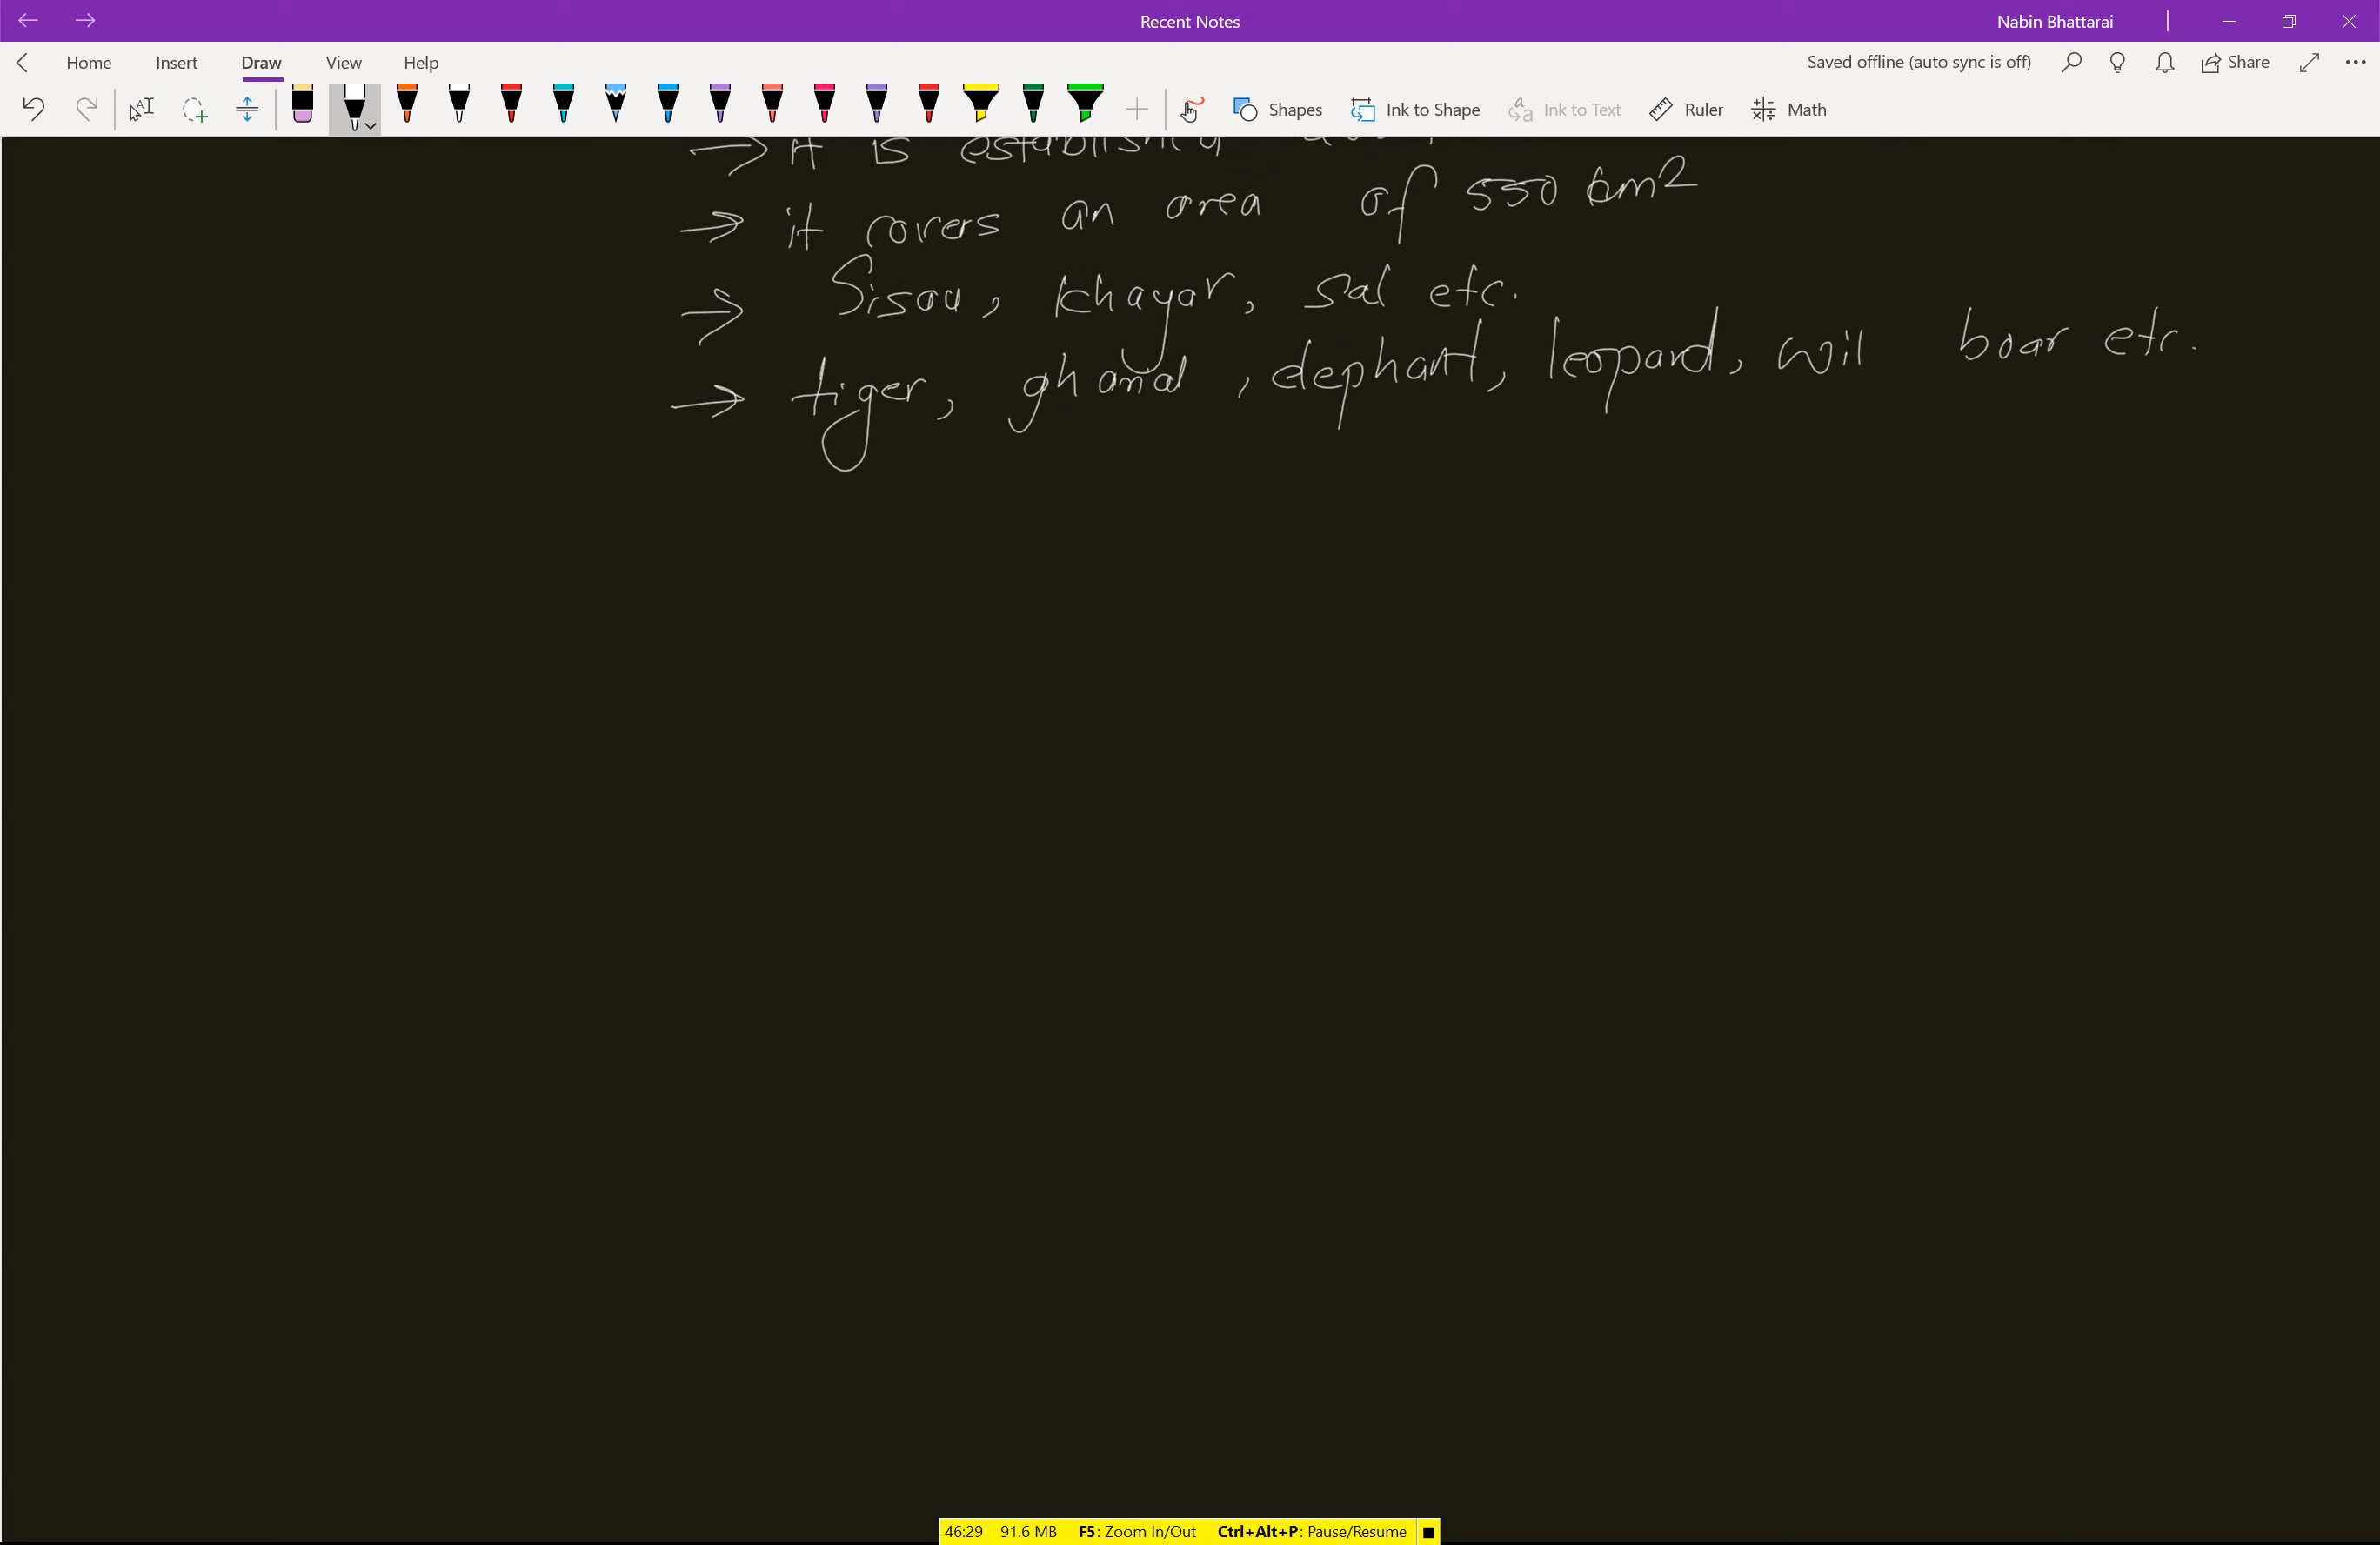 Recent Notes Nabin Bhattarai
Home Insert Draw View Help Saved offline (auto sync is off) Share
Shapes Ink to Shape Ink to Text Ruler Math
→ it is established
→ it covers an area of 550 km²
→ Sisou, khayar, sal etc.
→ tiger, , elephant, leopard, wil boar etc.
46:29 91.6 MB F5: Zoom In/Out Ctrl+Alt+P: Pause/Resume